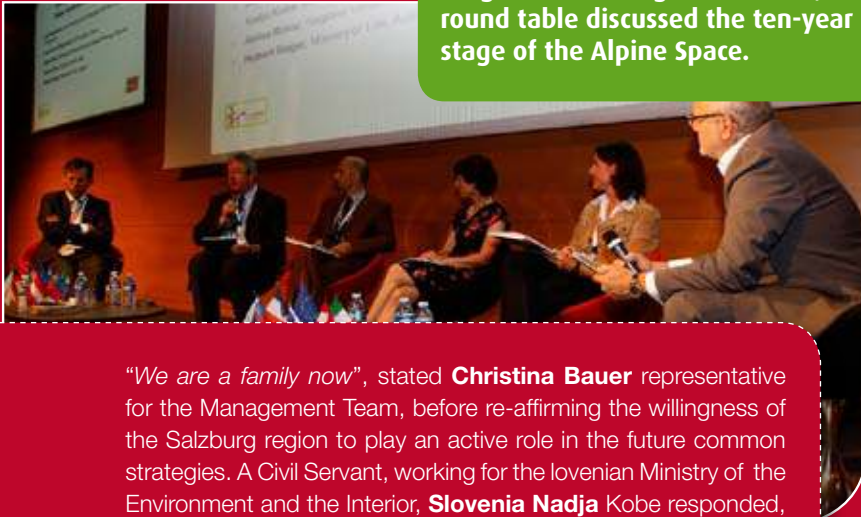 round table discussed the ten-year
stage of the Alpine Space.
“We are a family now”, stated Christina Bauer representative
for the Management Team, before re-affirming the willingness of
the Salzburg region to play an active role in the future common
strategies. A Civil Servant, working for the lovenian Ministry of the
Environment and the Interior, Slovenia Nadja Kobe responded,